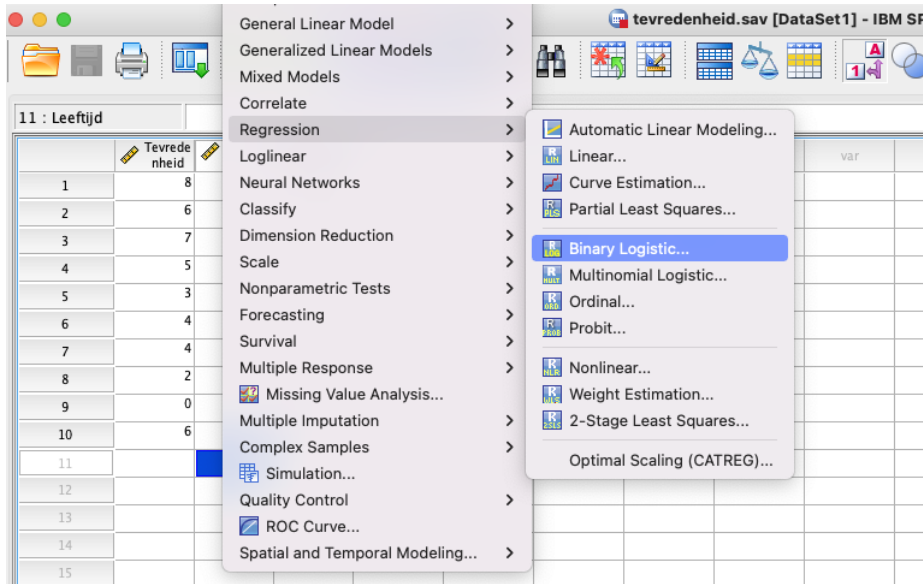 tevredenheid.sav [DataSet1] - IBM SP
General Linear Model
Generalized Linear Models
Mixed Models
Correlate
Regression
Loglinear
Neural Networks
Classify
Dimension Reduction
Scale
Nonparametric Tests
Forecasting
Survival
Multiple Response
Missing Value Analysis...
Multiple Imputation
Complex Samples
Simulation...
Quality Control
ROC Curve...
Spatial and Temporal Modeling...
Automatic Linear Modeling...
Linear...
Curve Estimation...
Partial Least Squares...
Binary Logistic...
Multinomial Logistic...
Ordinal...
Probit...
Nonlinear...
Weight Estimation...
2-Stage Least Squares...
Optimal Scaling (CATREG)...
11 : Leeftijd
Tevrede
nheid
var
1 8
2 6
3 7
4 5
5 3
6 4
7 4
8 2
9 0
10 6
11
12
13
14
15